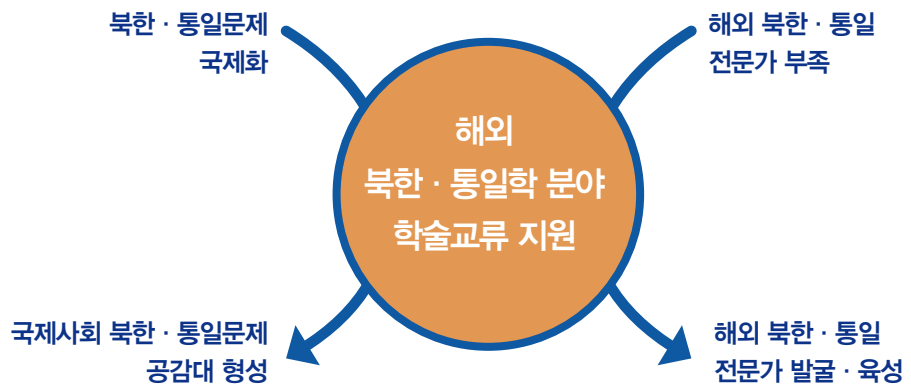 북한 · 통일문제
국제화
해외 북한 · 통일
전문가 부족
해외
북한 · 통일학 분야
학술교류 지원
국제사회 북한 · 통일문제
공감대 형성
해외 북한 · 통일
전문가 발굴 · 육성